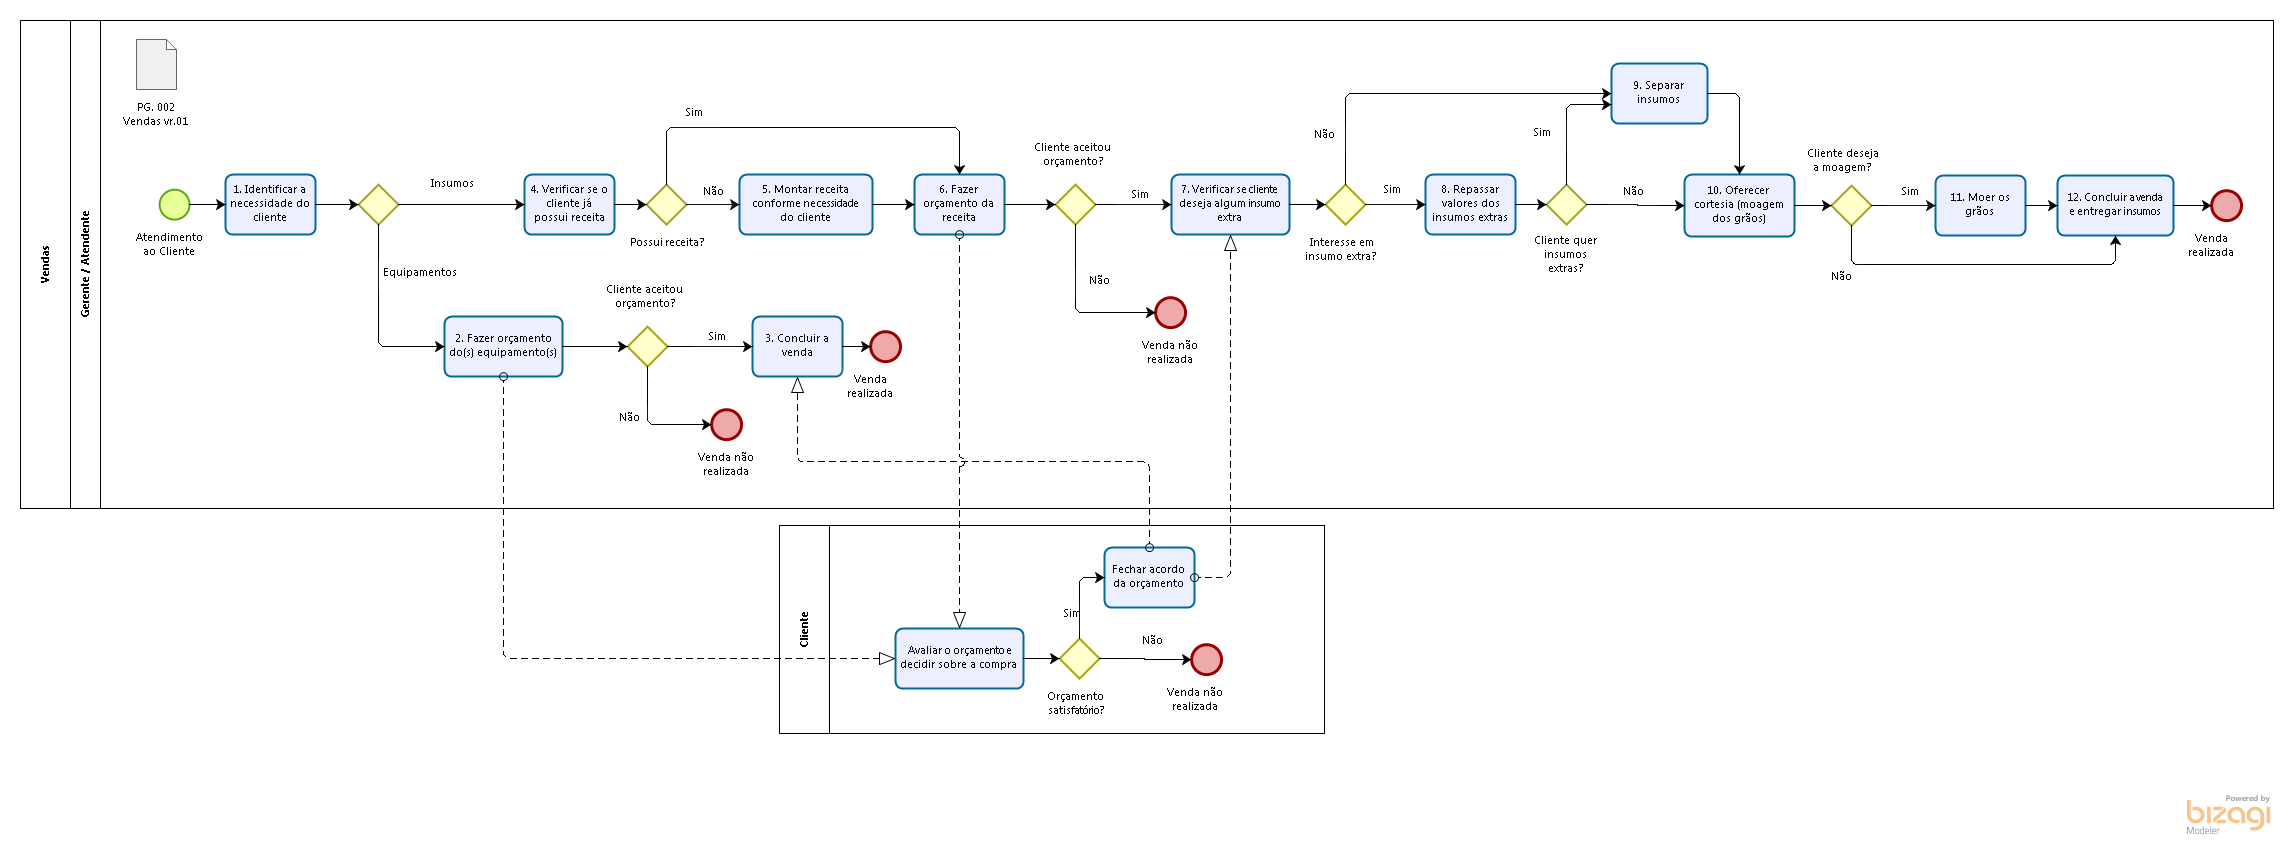 PG. 002
Vendas vr.01
Vendas
Gerente / Atendente
Atendimento
ao Cliente
1. Identificar a
necessidade do
cliente
Insumos
Equipamentos
4. Verificar se o
cliente já
possui receita
Sim
Não
Possui receita?
5. Montar receita
conforme necessidade
do cliente
6. Fazer
orçamento da
receita
Cliente aceitou
orçamento?
Sim
Não
Venda não
realizada
7. Verificar se cliente
deseja algum insumo
extra
Não
Sim
Interesse em
insumo extra?
8. Repassar
valores dos
insumos extras
Sim
Não
Cliente quer
insumos
extras?
9. Separar
insumos
10. Oferecer
cortesia (moagem
dos grãos)
Cliente deseja
a moagem?
Sim
Não
11. Moer os
grãos
12. Concluir a venda
e entregar insumos
Venda
realizada
2. Fazer orçamento
do(s) equipamento(s)
Cliente aceitou
orçamento?
Sim
Não
3. Concluir a
venda
Venda
realizada
Venda não
realizada
Cliente
Avaliar o orçamento e
decidir sobre a compra
Orçamento
satisfatório?
Sim
Não
Fechar acordo
da orçamento
Venda não
realizada
Powered by
bizagi
Modeler